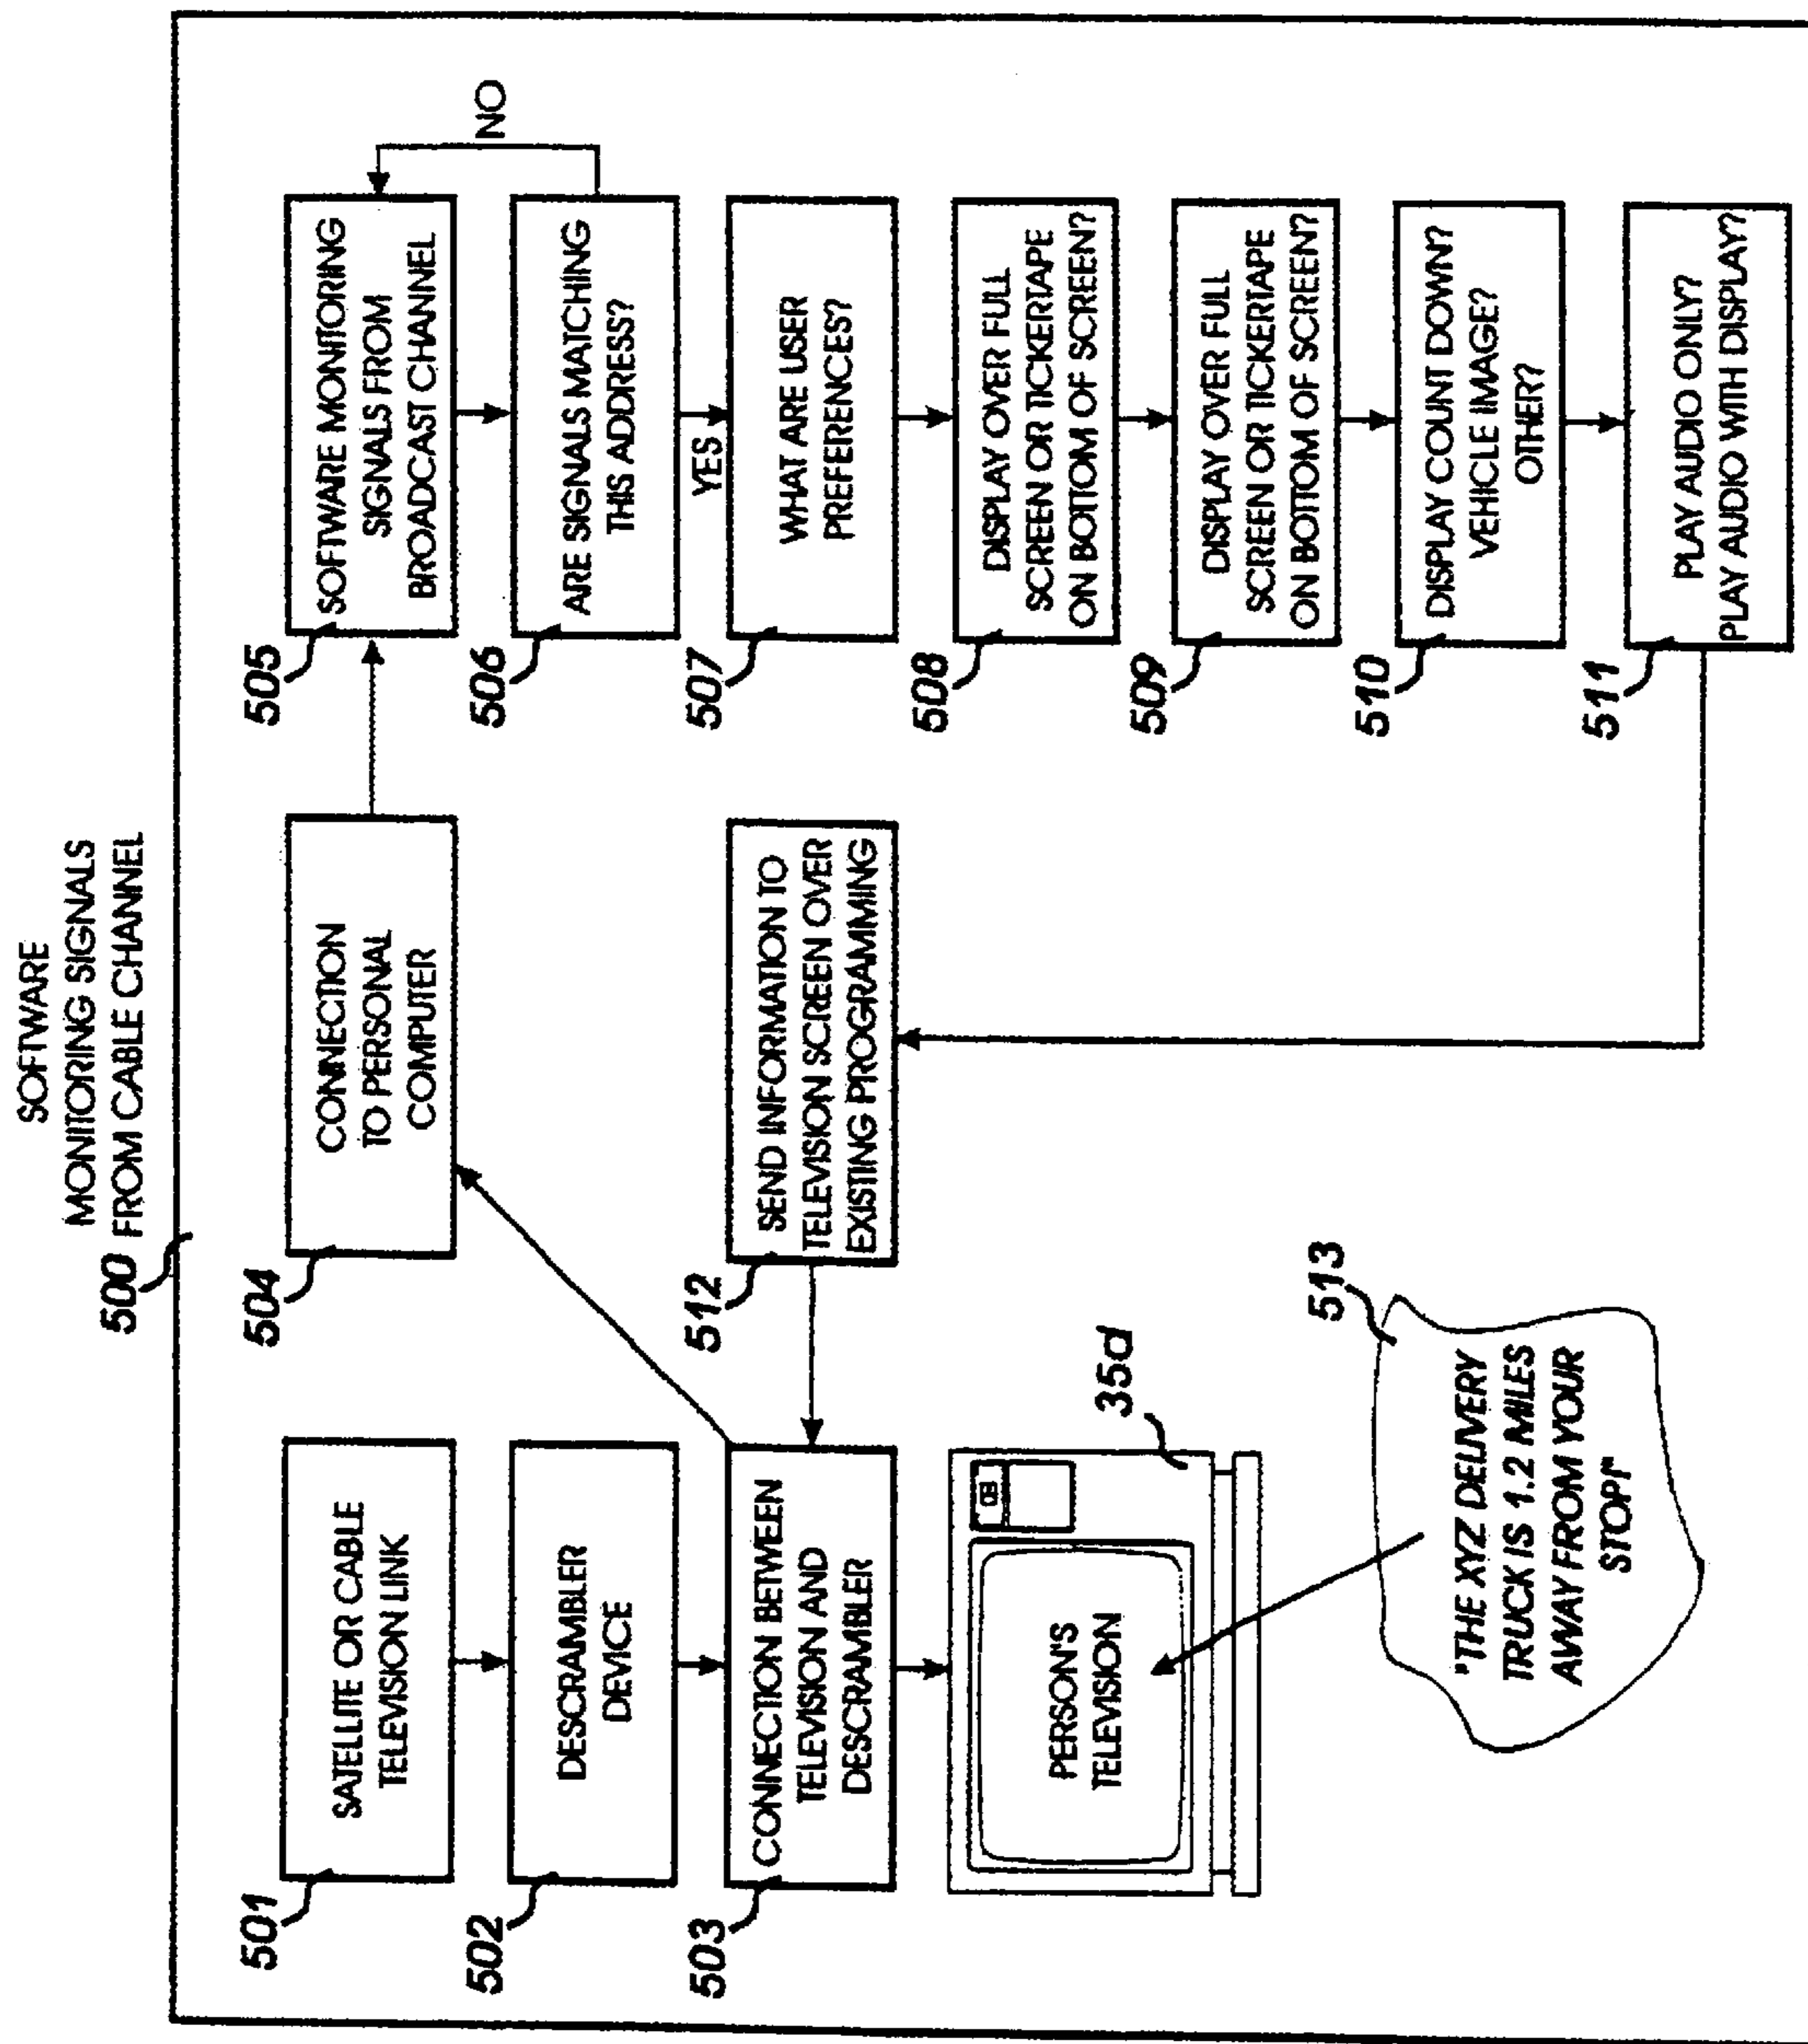 SOFTWARE
MONITORING SIGNALS
500 FROM CABLE CHANNEL
501
SATELLITE OR CABLE
TELEVISION LINK
502
DESCRAMBLER
DEVICE
503
CONNECTION BETWEEN
TELEVISION AND
DESCRAMBLER
35d
PERSON'S
TELEVISION
513
"THE XYZ DELIVERY
TRUCK IS 1.2 MILES
AWAY FROM YOUR
STOP!"
504
CONNECTION
TO PERSONAL
COMPUTER
512
SEND INFORMATION TO
TELEVISION SCREEN OVER
EXISTING PROGRAMMING
505
SOFTWARE MONITORING
SIGNALS FROM
BROADCAST CHANNEL
NO
506
ARE SIGNALS MATCHING
THIS ADDRESS?
YES
507
WHAT ARE USER
PREFERENCES?
508
DISPLAY OVER FULL
SCREEN OR TICKERTAPE
ON BOTTOM OF SCREEN?
509
DISPLAY OVER FULL
SCREEN OR TICKERTAPE
ON BOTTOM OF SCREEN?
510
DISPLAY COUNT DOWN?
VEHICLE IMAGE?
OTHER?
511
PLAY AUDIO ONLY?
PLAY AUDIO WITH DISPLAY?